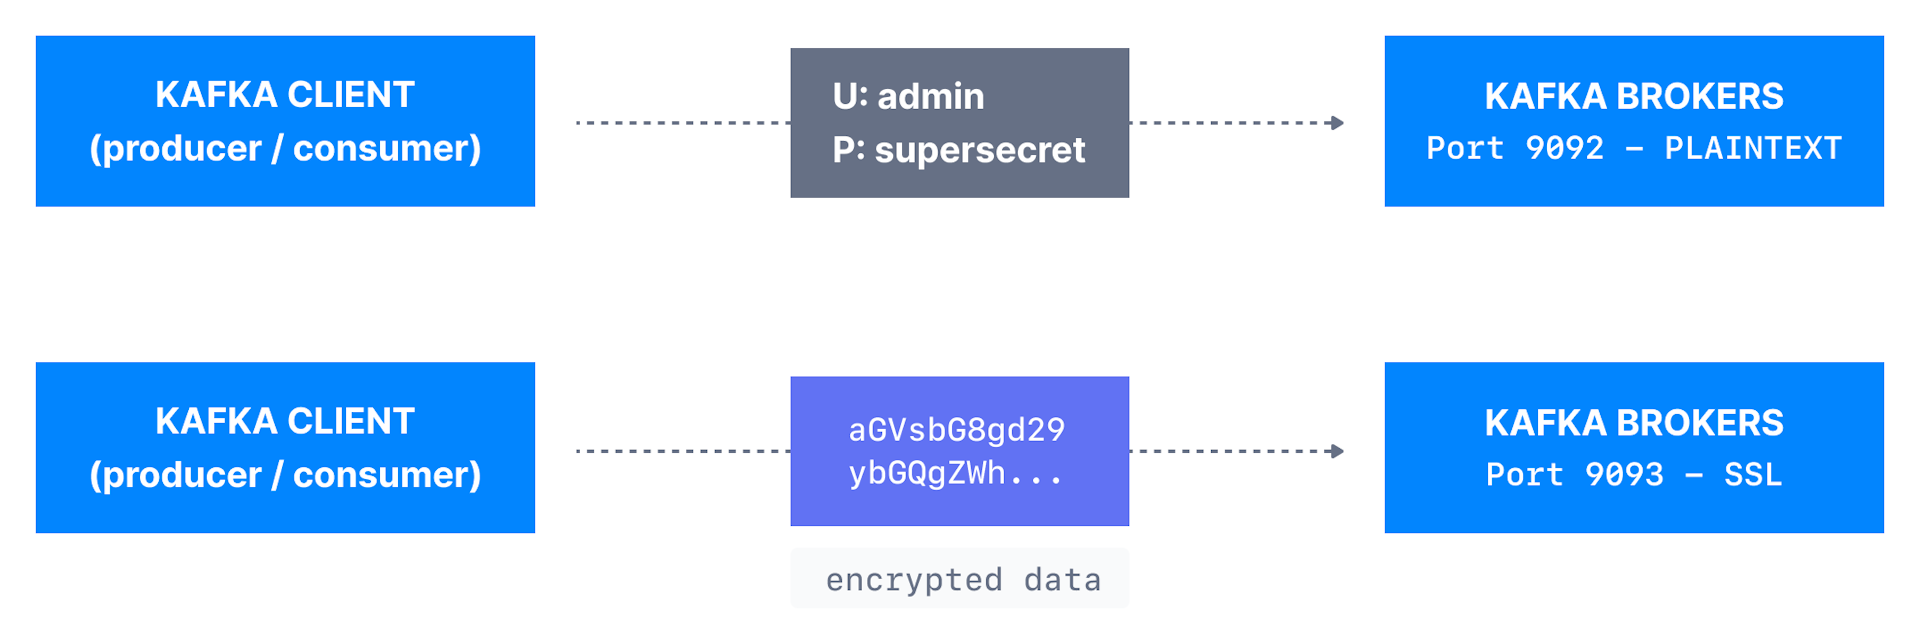 KAFKA CLIENT
(producer / consumer)
U: admin
P: supersecret
KAFKA BROKERS
Port 9092 – PLAINTEXT
KAFKA CLIENT
(producer / consumer)
aGVsbG8gd29
ybGQgZWh...
encrypted data
KAFKA BROKERS
Port 9093 – SSL